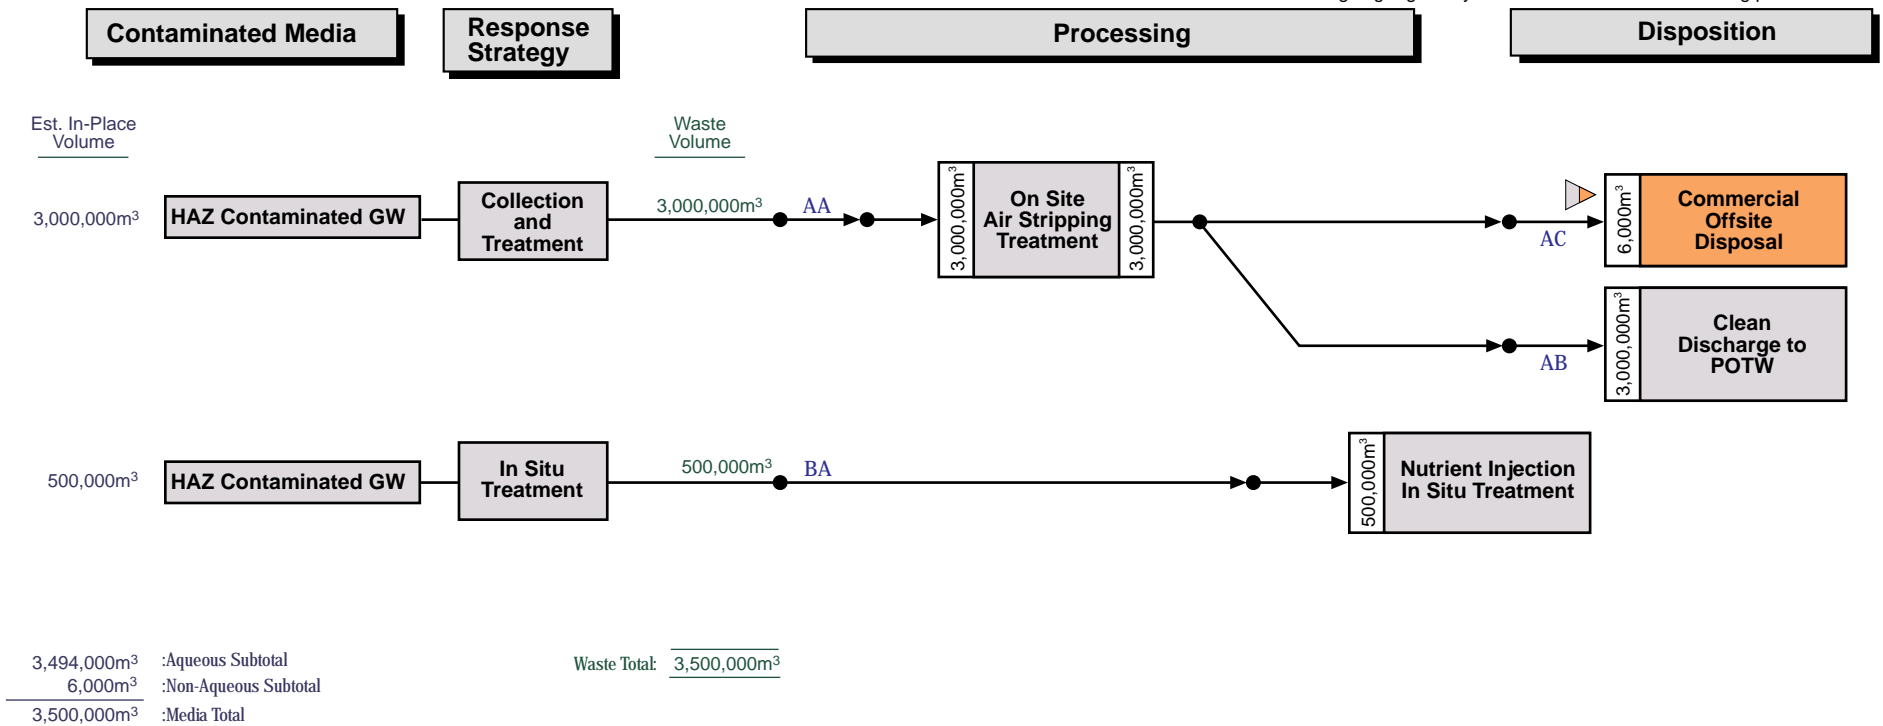 Contaminated Media
Response
Strategy
Processing
Disposition
Est. In-Place
Volume
Waste
Volume
3,000,000m³
HAZ Contaminated GW
Collection
and
Treatment
3,000,000m³
AA
3,000,000m³
On Site
Air Stripping
Treatment
3,000,000m³
AC
6,000m³
Commercial
Offsite
Disposal
AB
3,000,000m³
Clean
Discharge to
POTW
500,000m³
HAZ Contaminated GW
In Situ
Treatment
500,000m³
BA
500,000m³
Nutrient Injection
In Situ Treatment
3,494,000m³ :Aqueous Subtotal
6,000m³ :Non-Aqueous Subtotal
3,500,000m³ :Media Total
Waste Total: 3,500,000m³